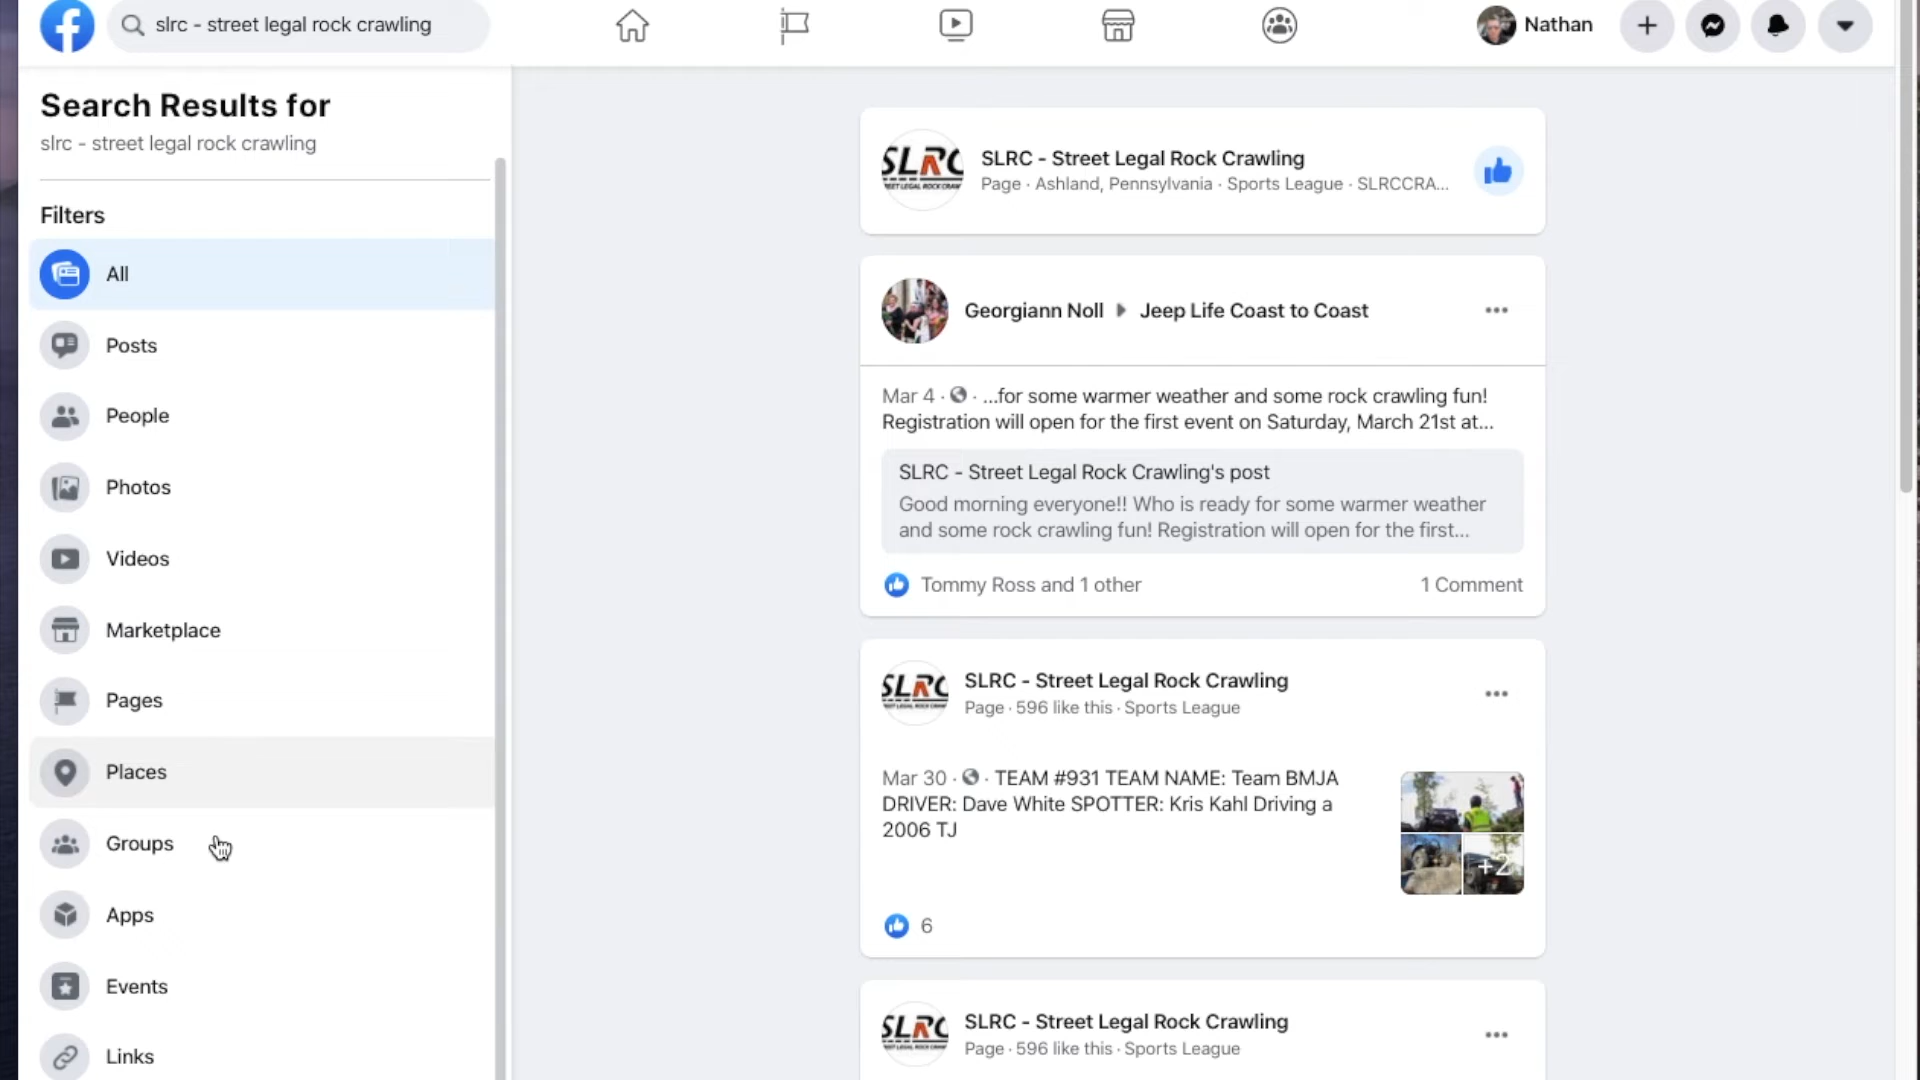 slrc - street legal rock crawling
Nathan
Search Results for
slrc - street legal rock crawling
Filters
All
Posts
People
Photos
Videos
Marketplace
Pages
Places
Groups
Apps
Events
Links
SLRC
SLRC - Street Legal Rock Crawling
Page · Ashland, Pennsylvania · Sports League · SLRCCRA...
Georgiann Noll ▶ Jeep Life Coast to Coast
Mar 4 · ...for some warmer weather and some rock crawling fun!
Registration will open for the first event on Saturday, March 21st at...
SLRC - Street Legal Rock Crawling's post
Good morning everyone!! Who is ready for some warmer weather
and some rock crawling fun! Registration will open for the first...
Tommy Ross and 1 other
1 Comment
SLRC
SLRC - Street Legal Rock Crawling
Page · 596 like this · Sports League
Mar 30 · TEAM #931 TEAM NAME: Team BMJA
DRIVER: Dave White SPOTTER: Kris Kahl Driving a
2006 TJ
+2
6
SLRC
SLRC - Street Legal Rock Crawling
Page · 596 like this · Sports League